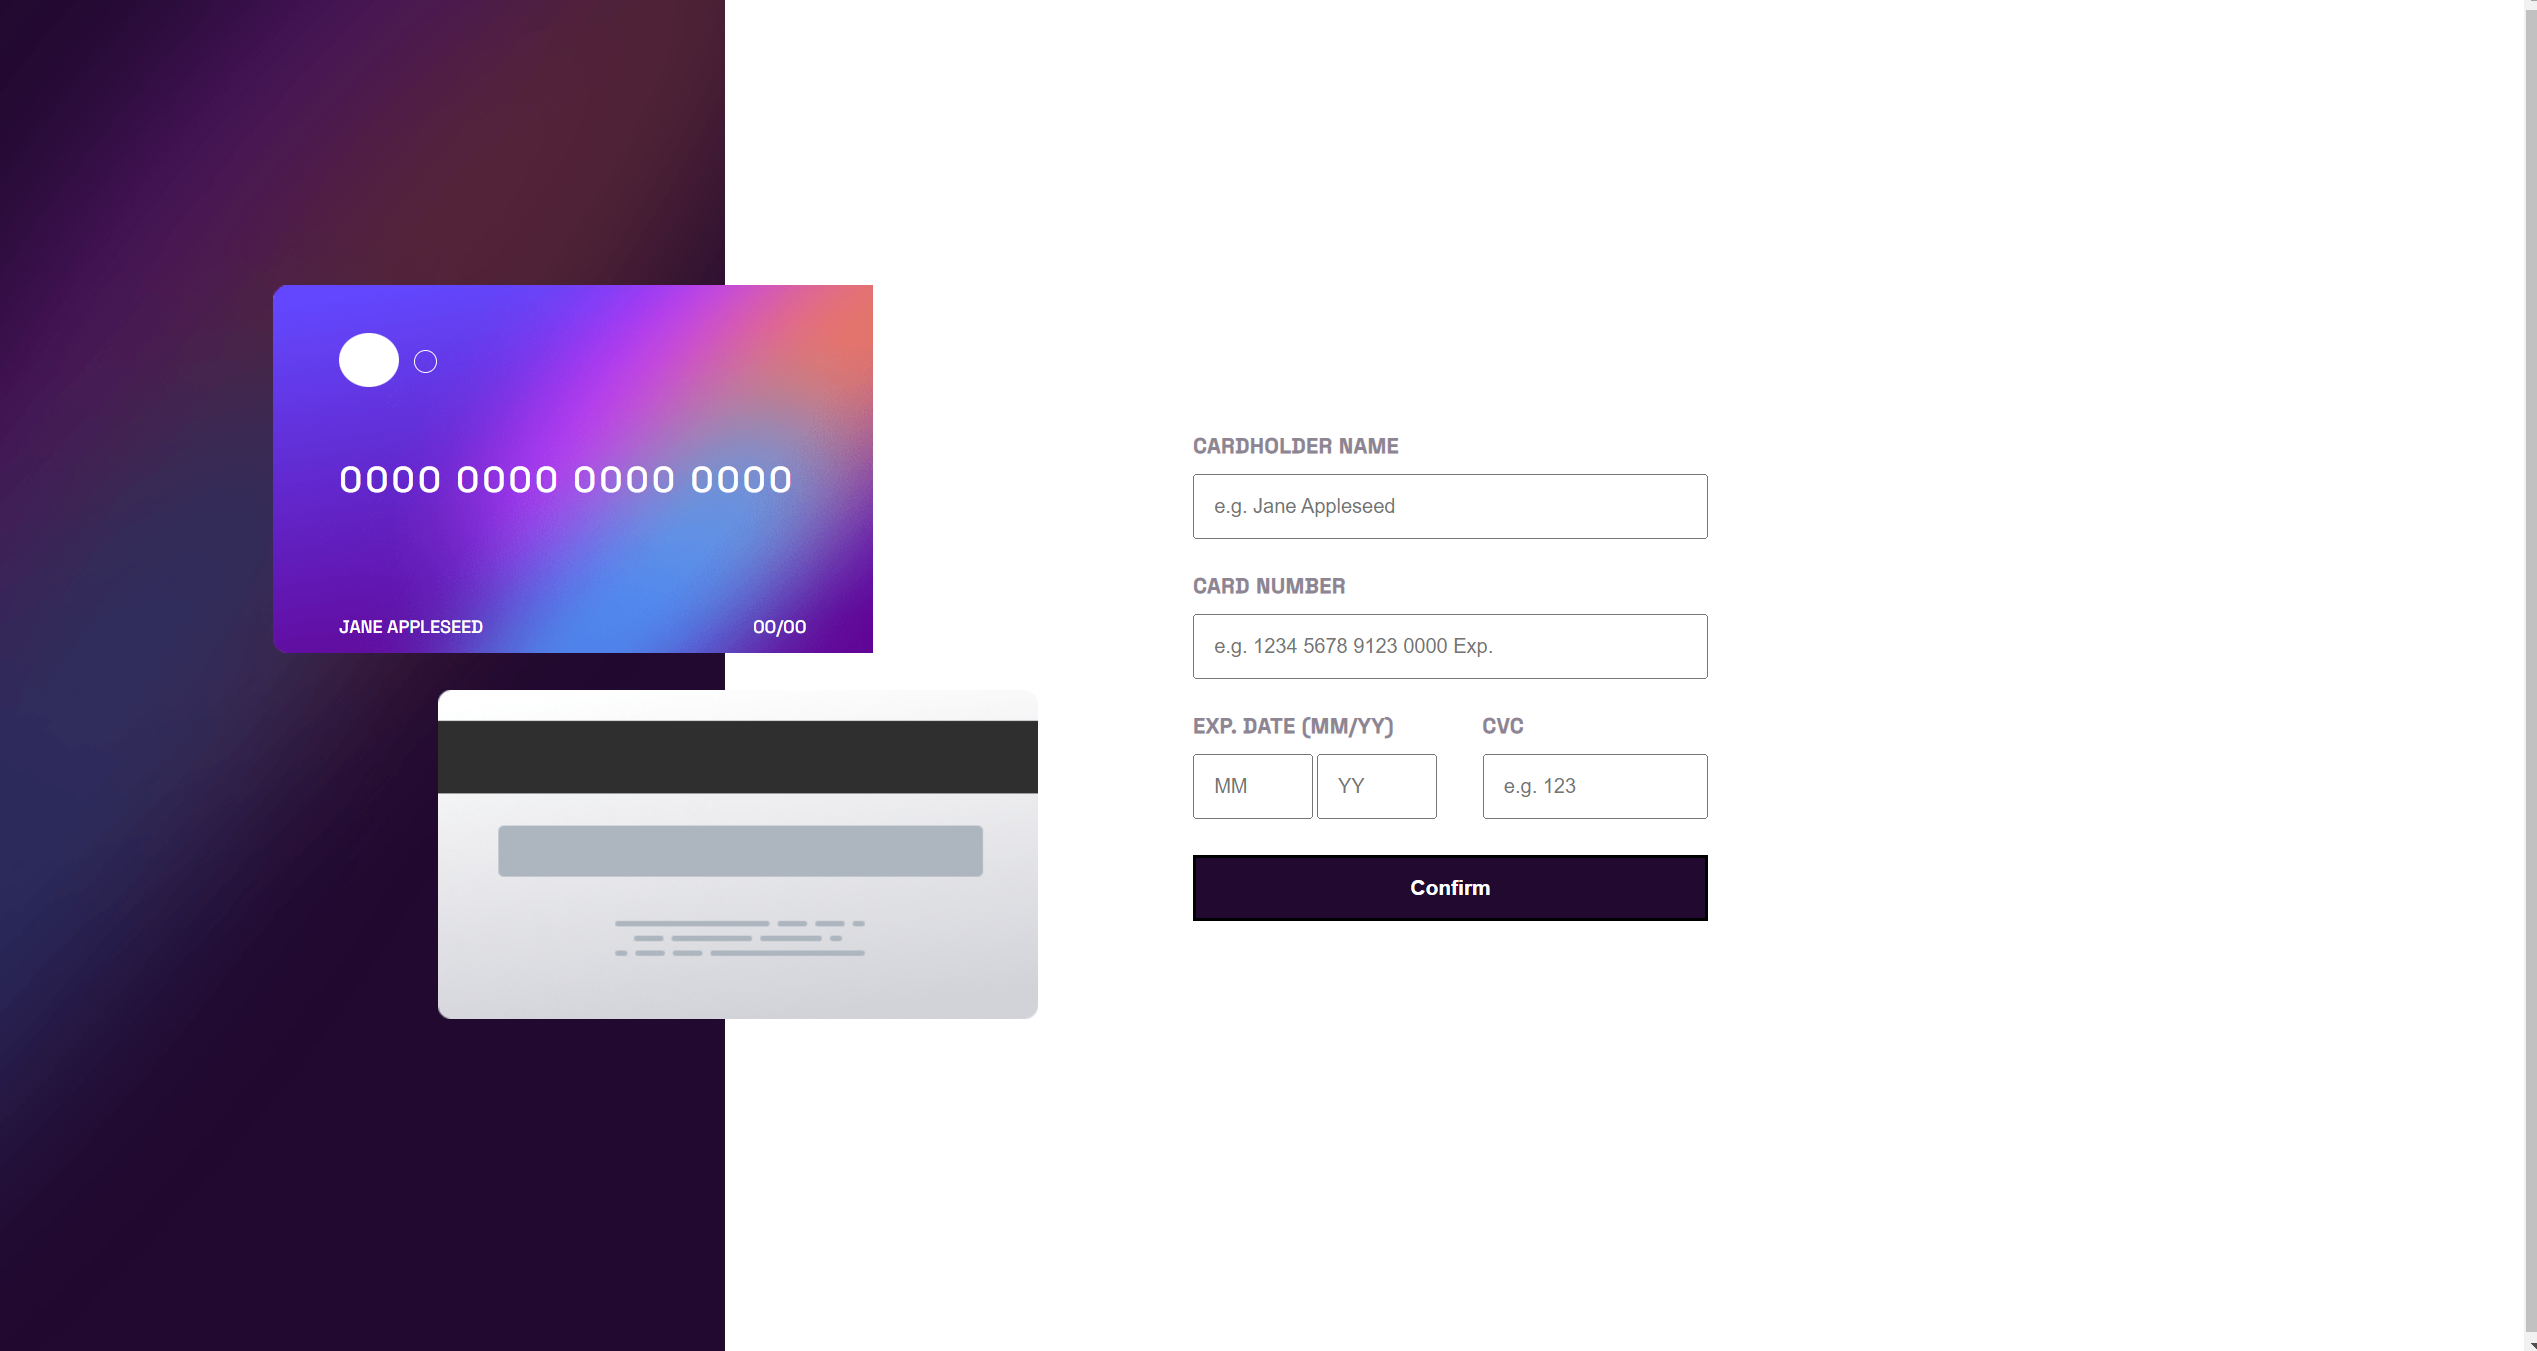 0000 0000 0000 0000
JANE APPLESEED 00/00
CARDHOLDER NAME
e.g. Jane Appleseed
CARD NUMBER
e.g. 1234 5678 9123 0000 Exp.
EXP. DATE (MM/YY) CVC
MM YY e.g. 123
Confirm